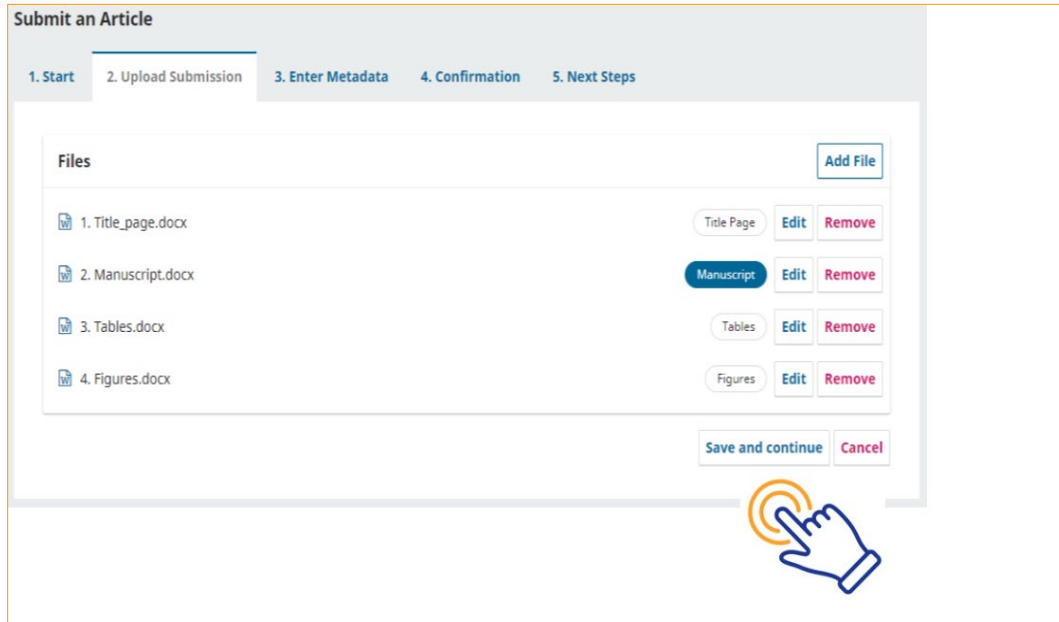 Submit an Article
1. Start 2. Upload Submission 3. Enter Metadata 4. Confirmation 5. Next Steps
Files Add File
1. Title_page.docx Title Page Edit Remove
2. Manuscript.docx Manuscript Edit Remove
3. Tables.docx Tables Edit Remove
4. Figures.docx Figures Edit Remove
Save and continue Cancel